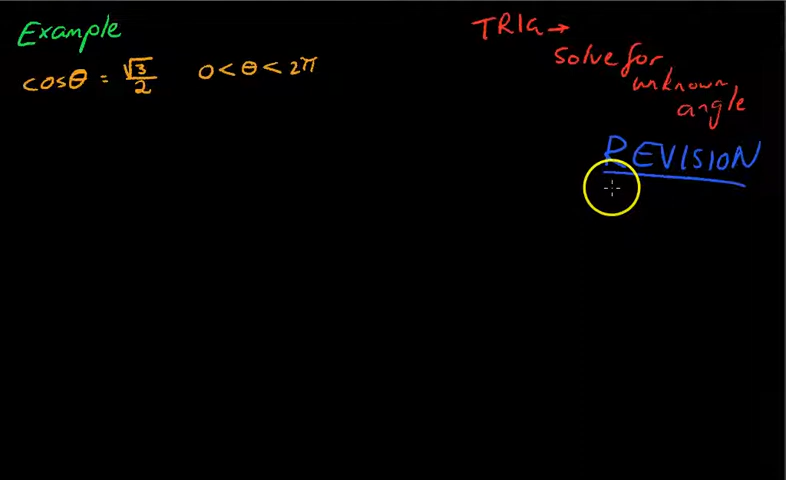 Example
cosθ = √3/2 0 < θ < 2π
TRIG →
solve for
unknown
angle
REVISION